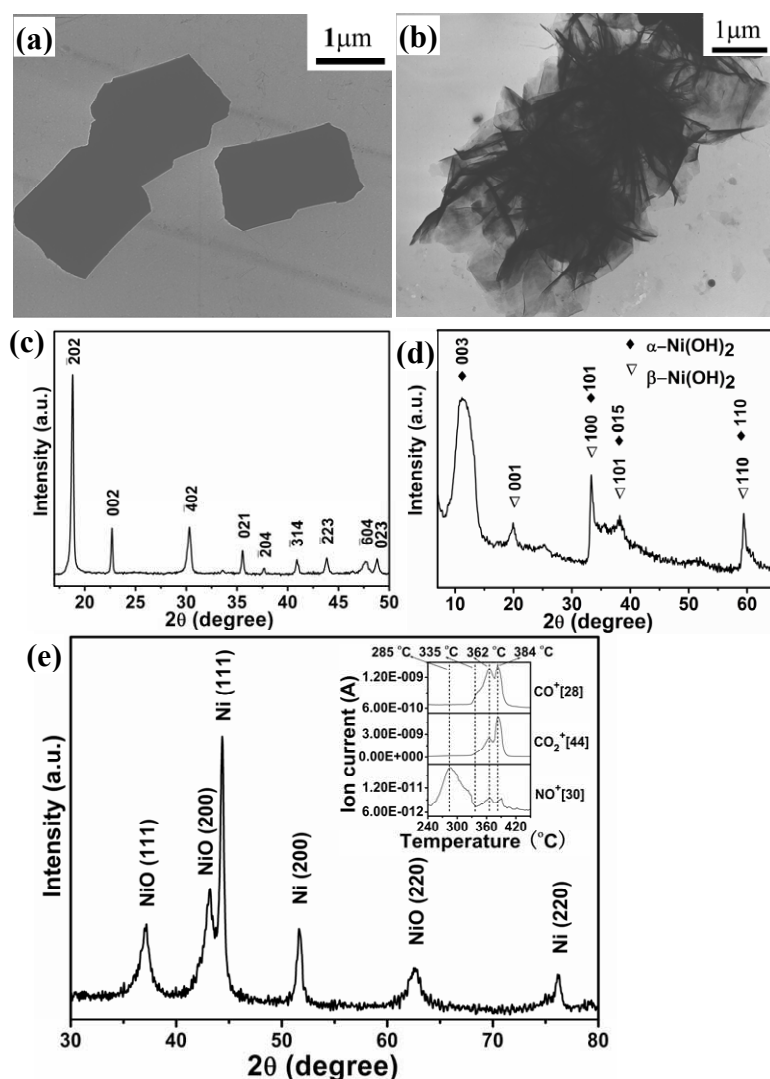 (a)
1μm
(b)
1μm
(c)
Intensity (a.u.)
2̅02
002
4̅02
021
2̅04
3̅14
2̅23
6̅04
023
20 25 30 35 40 45 50
2θ (degree)
(d)
Intensity (a.u.)
♦ α–Ni(OH)2
▽ β–Ni(OH)2
♦ 003
▽ 001
▽ 100 ♦ 101
▽ 101 ♦ 015
▽ 110 ♦ 110
10 20 30 40 50 60
2θ (degree)
(e)
Intensity (a.u.)
NiO (111)
NiO (200)
Ni (111)
Ni (200)
NiO (220)
Ni (220)
30 40 50 60 70 80
2θ (degree)
285 °C 335 °C 362 °C 384 °C
Ion current (A)
1.20E-009
6.00E-010
CO⁺[28]
3.00E-009
0.00E+000
CO₂⁺[44]
1.20E-011
6.00E-012
NO⁺[30]
240 300 360 420
Temperature (°C)